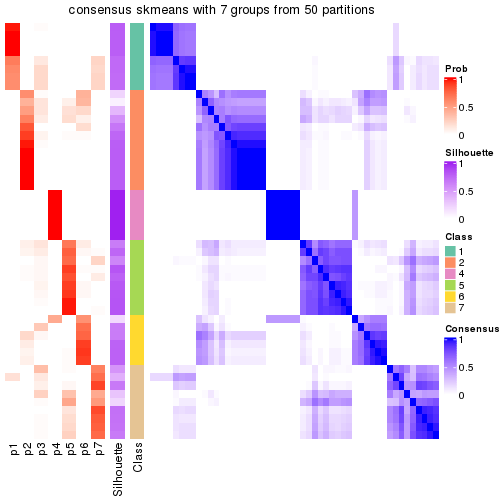 consensus skmeans with 7 groups from 50 partitions
Prob
1
0.5
0
Silhouette
1
0.5
0
Class
1
2
4
5
6
7
Consensus
1
0.5
0
p1
p2
p3
p4
p5
p6
p7
Silhouette
Class